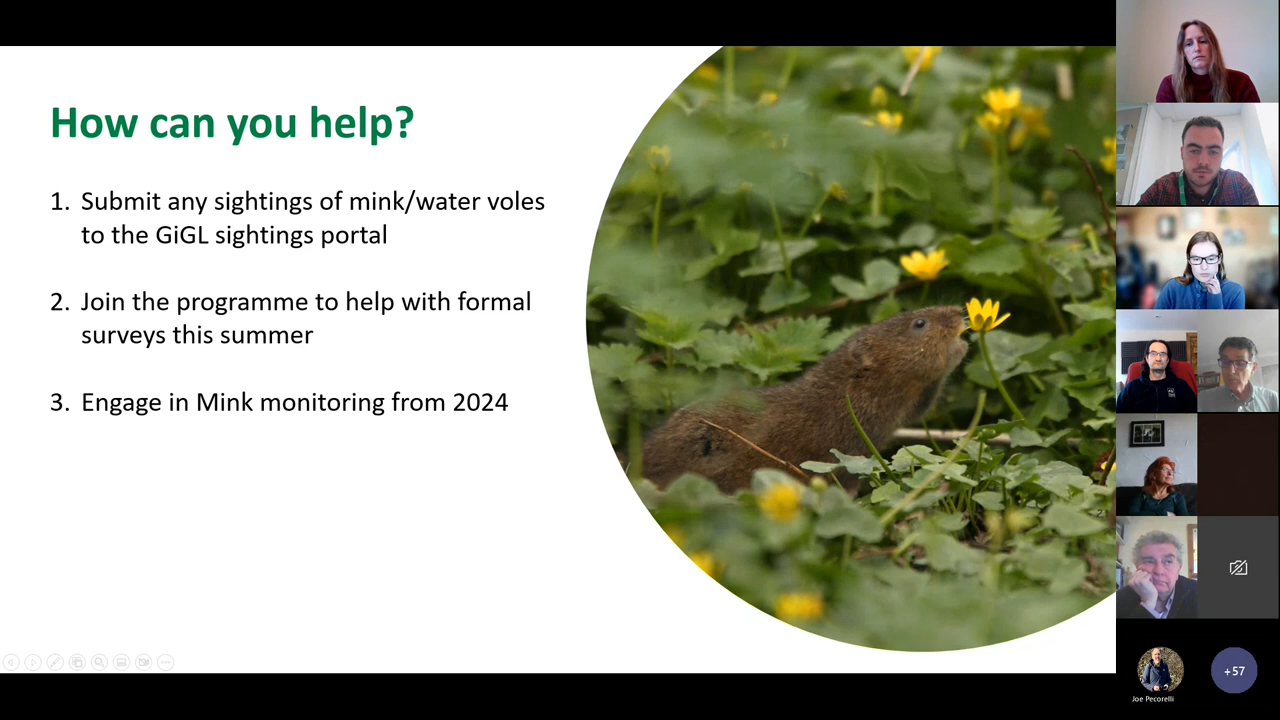 How can you help?
1. Submit any sightings of mink/water voles
to the GiGL sightings portal
2. Join the programme to help with formal
surveys this summer
3. Engage in Mink monitoring from 2024
Joe Pecorelli
+57